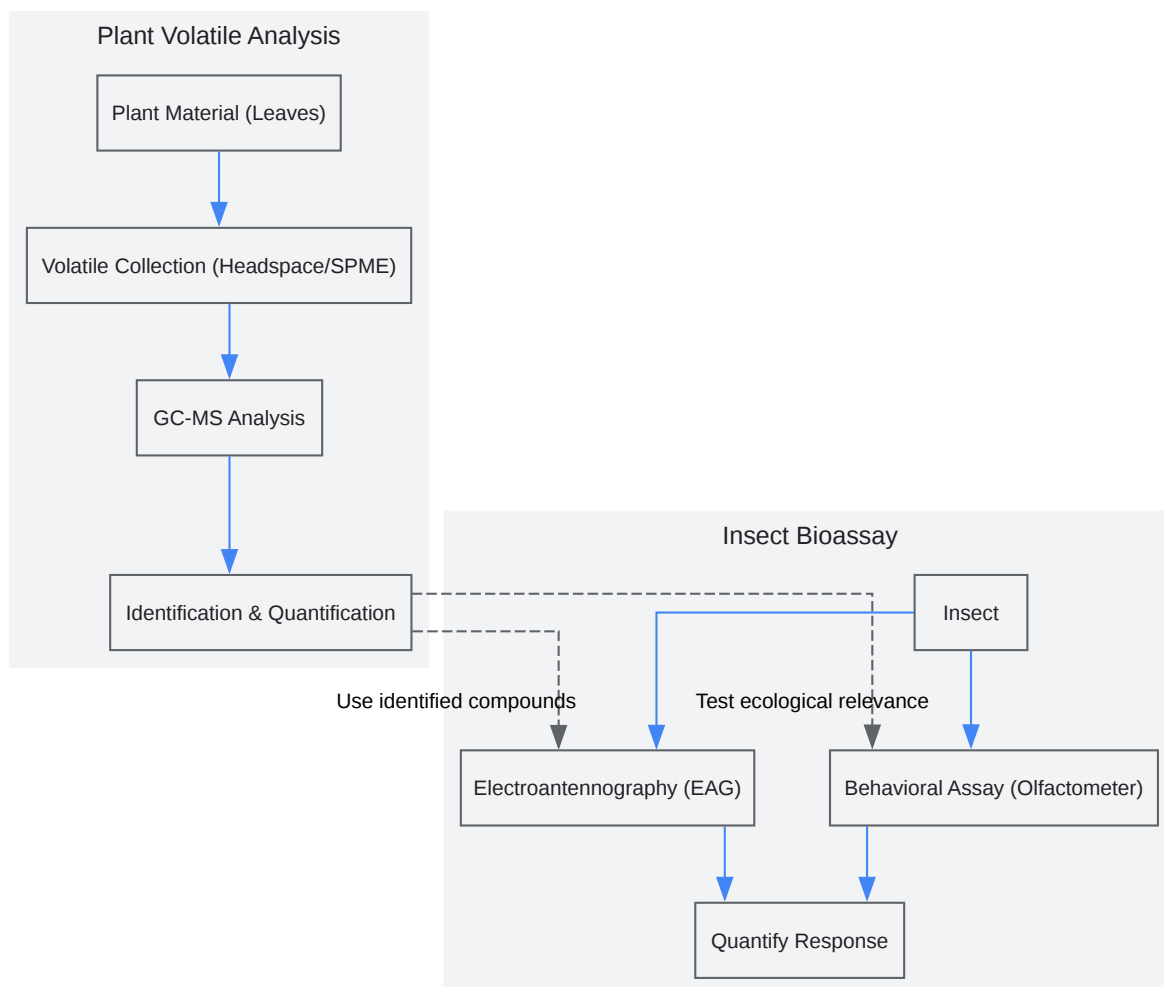 Plant Volatile Analysis
Plant Material (Leaves)
Volatile Collection (Headspace/SPME)
GC-MS Analysis
Identification & Quantification
Insect Bioassay
Insect
Use identified compounds
Test ecological relevance
Electroantennography (EAG)
Behavioral Assay (Olfactometer)
Quantify Response